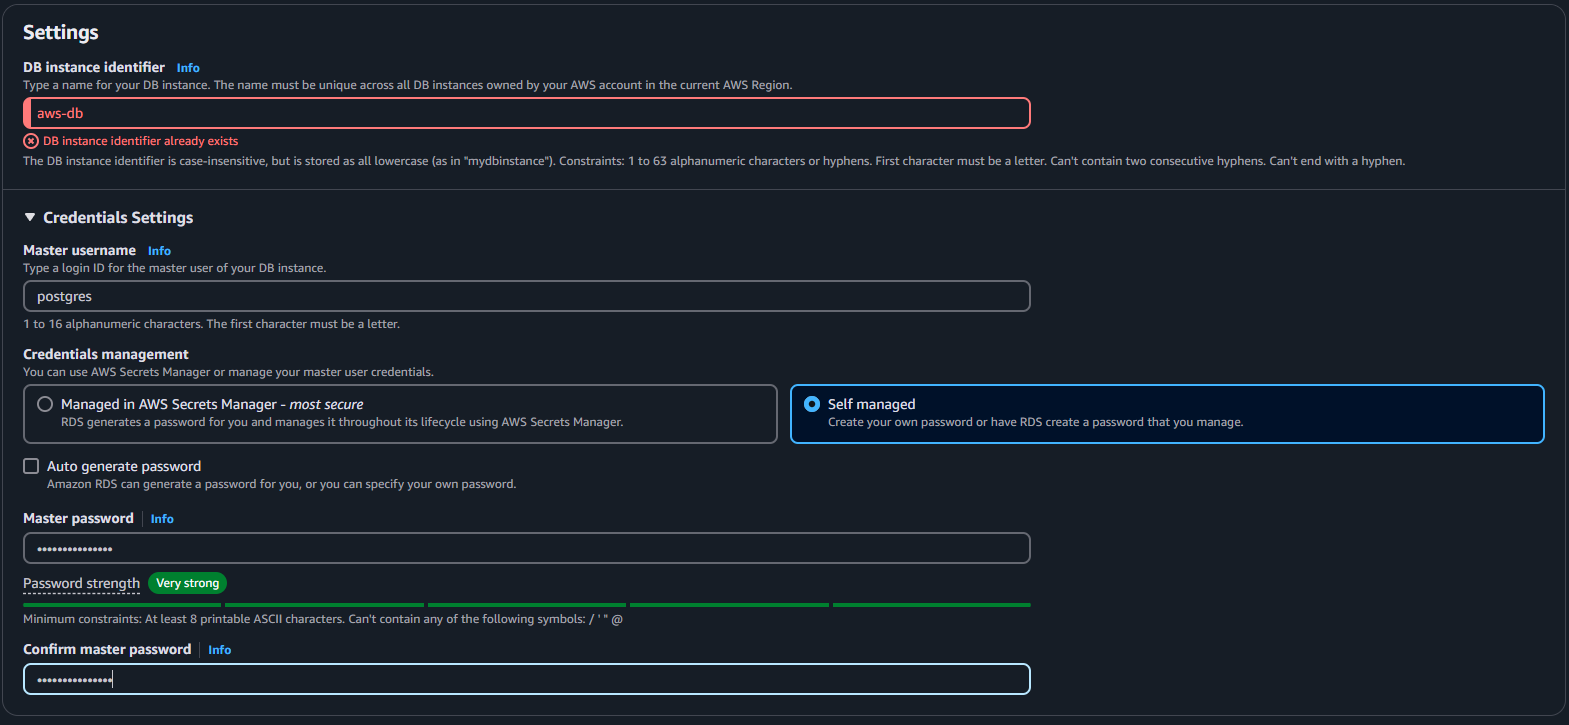 Settings
DB instance identifier Info
Type a name for your DB instance. The name must be unique across all DB instances owned by your AWS account in the current AWS Region.
aws-db
DB instance identifier already exists
The DB instance identifier is case-insensitive, but is stored as all lowercase (as in "mydbinstance"). Constraints: 1 to 63 alphanumeric characters or hyphens. First character must be a letter. Can't contain two consecutive hyphens. Can't end with a hyphen.
Credentials Settings
Master username Info
Type a login ID for the master user of your DB instance.
postgres
1 to 16 alphanumeric characters. The first character must be a letter.
Credentials management
You can use AWS Secrets Manager or manage your master user credentials.
Managed in AWS Secrets Manager - most secure
RDS generates a password for you and manages it throughout its lifecycle using AWS Secrets Manager.
Self managed
Create your own password or have RDS create a password that you manage.
Auto generate password
Amazon RDS can generate a password for you, or you can specify your own password.
Master password Info
•••••••••••••••
Password strength Very strong
Minimum constraints: At least 8 printable ASCII characters. Can't contain any of the following symbols: / ' " @
Confirm master password Info
•••••••••••••••